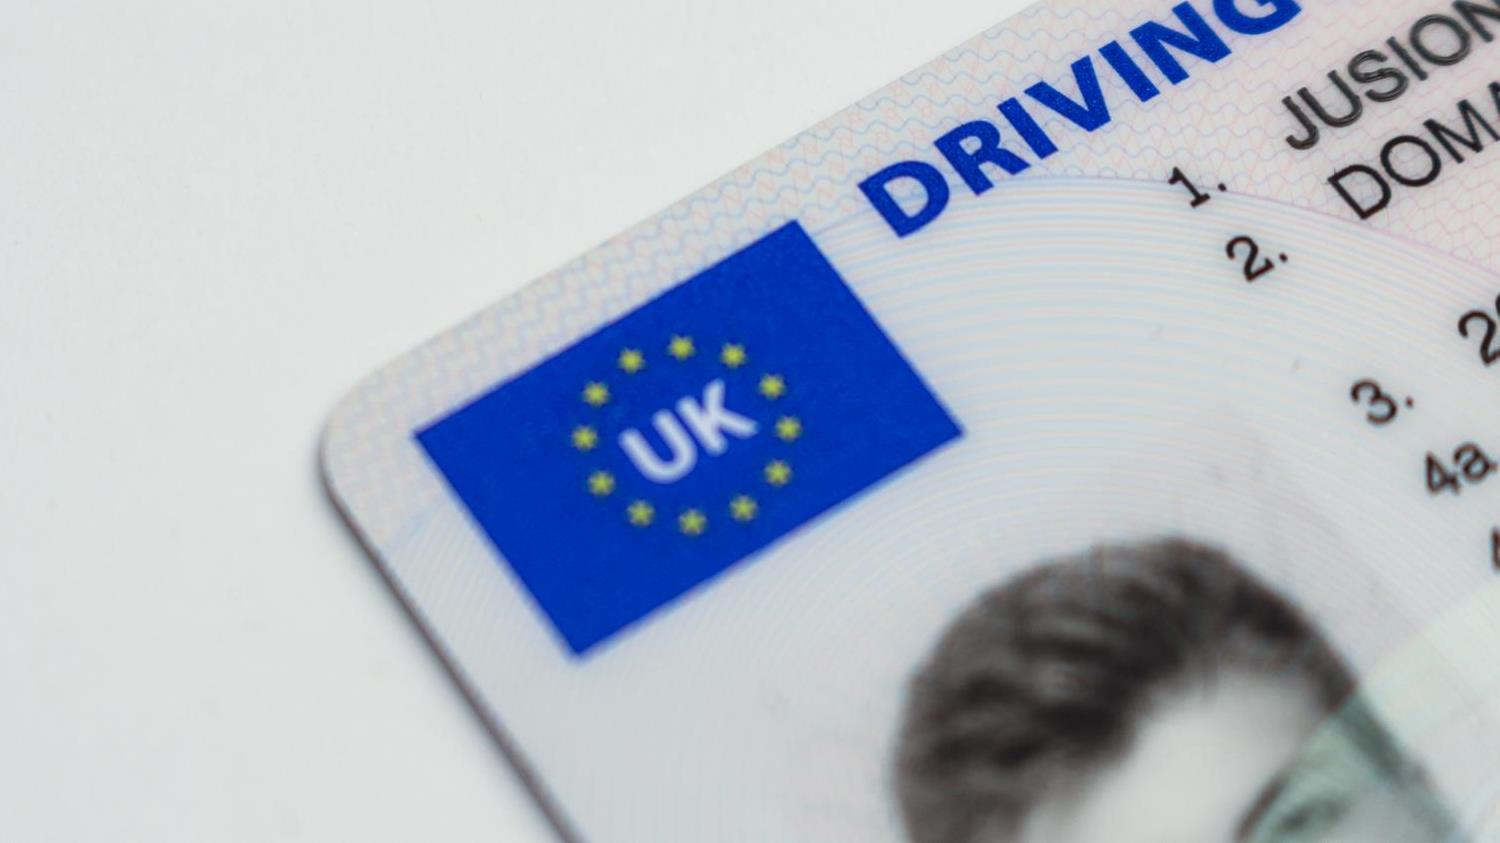 DRIVING
UK
1. JUSION
2. DOMA
3.
4a